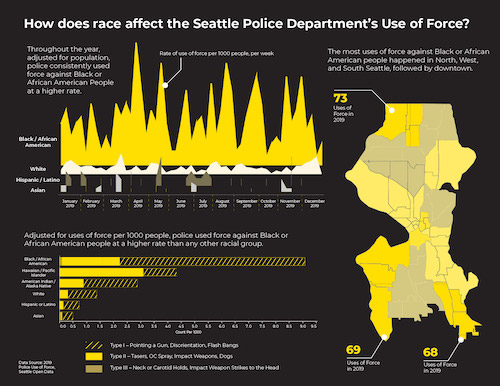 How does race affect the Seattle Police Department's Use of Force?
Throughout the year,
adjusted for population,
police consistently used
force against Black or
African American People
at a higher rate.
Rate of use of force per 1000 people, per week
Black / African
American
White
Hispanic / Latino
Asian
January
2019
February
2019
March
2019
April
2019
May
2019
June
2019
July
2019
August
2019
September
2019
October
2019
November
2019
December
2019
The most uses of force against Black or African
American people happened in North, West,
and South Seattle, followed by downtown.
73
Uses of
Force in
2019
69
Uses of
Force in
2019
68
Uses of
Force in
2019
Adjusted for uses of force per 1000 people, police used force against Black or
African American people at a higher rate than any other racial group.
Black / African
American
Hawaiian / Pacific
Islander
American Indian /
Alaska Native
White
Hispanic or Latino
Asian
0.0 0.5 1.0 1.5 2.0 2.5 3.0 3.5 4.0 4.5 5.0 5.5 6.0 6.5 7.0 7.5 8.0 8.5 9.0 9.5
Count Per 1000
Type I – Pointing a Gun, Disorientation, Flash Bangs
Type II – Tasers, OC Spray, Impact Weapons, Dogs
Type III – Neck or Carotid Holds, Impact Weapon Strikes to the Head
Data Source: 2019
Police Use of Force,
Seattle Open Data